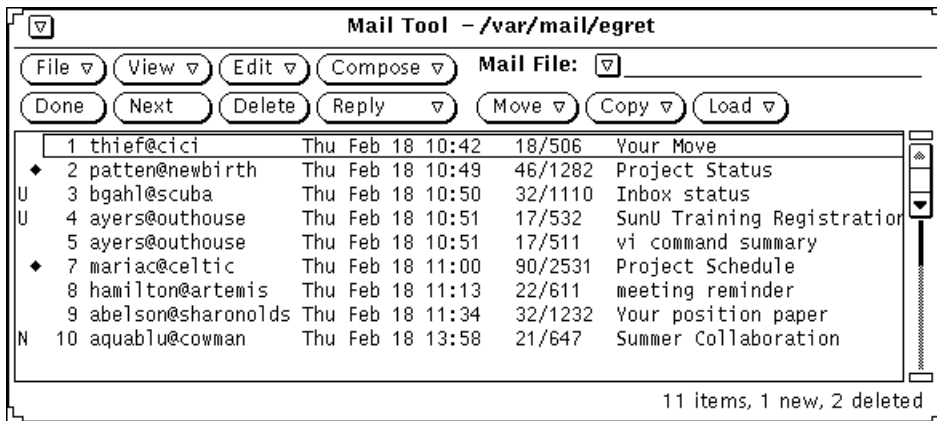 Mail Tool – /var/mail/egret
File View Edit Compose Mail File:
Done Next Delete Reply Move Copy Load
1 thief@cici Thu Feb 18 10:42 18/506 Your Move
◆ 2 patten@newbirth Thu Feb 18 10:49 46/1282 Project Status
U 3 bgahl@scuba Thu Feb 18 10:50 32/1110 Inbox status
U 4 ayers@outhouse Thu Feb 18 10:51 17/532 SunU Training Registration
5 ayers@outhouse Thu Feb 18 10:51 17/511 vi command summary
◆ 7 mariac@celtic Thu Feb 18 11:00 90/2531 Project Schedule
8 hamilton@artemis Thu Feb 18 11:13 22/611 meeting reminder
9 abelson@sharonolds Thu Feb 18 11:34 32/1232 Your position paper
N 10 aquablu@cowman Thu Feb 18 13:58 21/647 Summer Collaboration
11 items, 1 new, 2 deleted